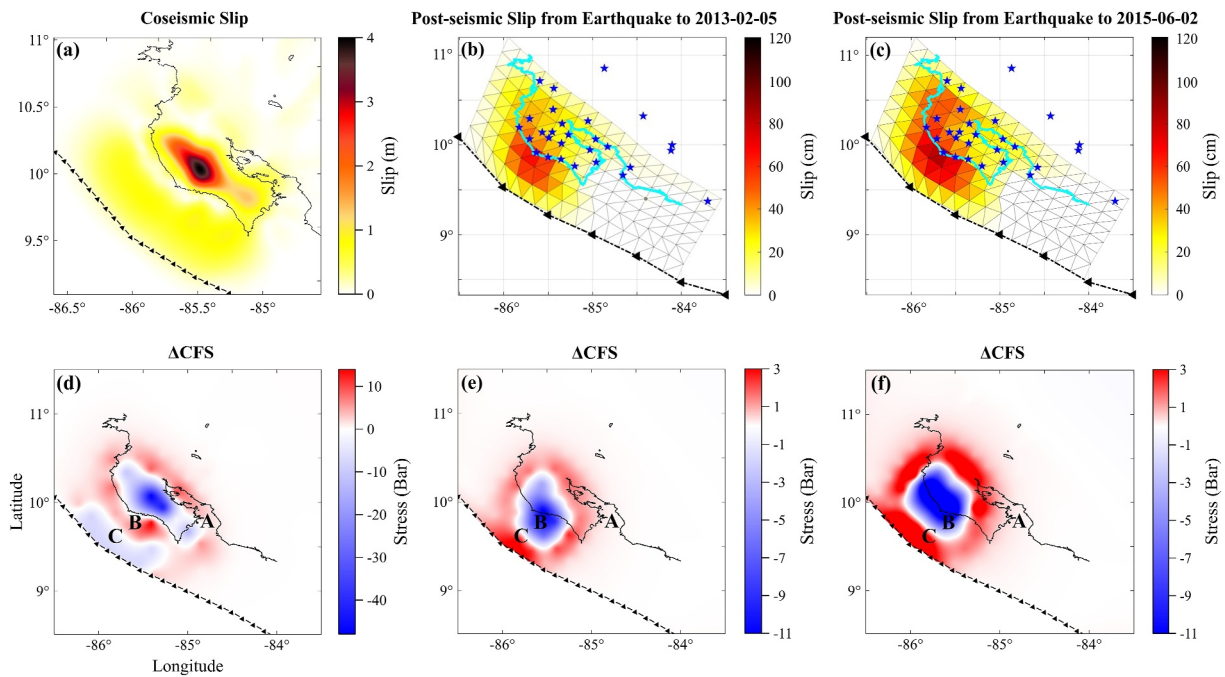 Coseismic Slip
Post-seismic Slip from Earthquake to 2013-02-05
Post-seismic Slip from Earthquake to 2015-06-02
(a)
11°
10.5°
10°
9.5°
-86.5°
-86°
-85.5°
-85°
4
3
2
1
0
Slip (m)
(b)
11°
10°
9°
-86°
-85°
-84°
120
100
80
60
40
20
0
Slip (cm)
(c)
11°
10°
9°
-86°
-85°
-84°
120
100
80
60
40
20
0
Slip (cm)
ΔCFS
ΔCFS
ΔCFS
(d)
11°
10°
9°
Latitude
A
B
C
-86°
-85°
-84°
Longitude
10
0
-10
-20
-30
-40
Stress (Bar)
(e)
11°
10°
9°
A
B
C
-86°
-85°
-84°
3
1
-1
-3
-5
-7
-9
-11
Stress (Bar)
(f)
11°
10°
9°
A
B
C
-86°
-85°
-84°
3
1
-1
-3
-5
-7
-9
-11
Stress (Bar)